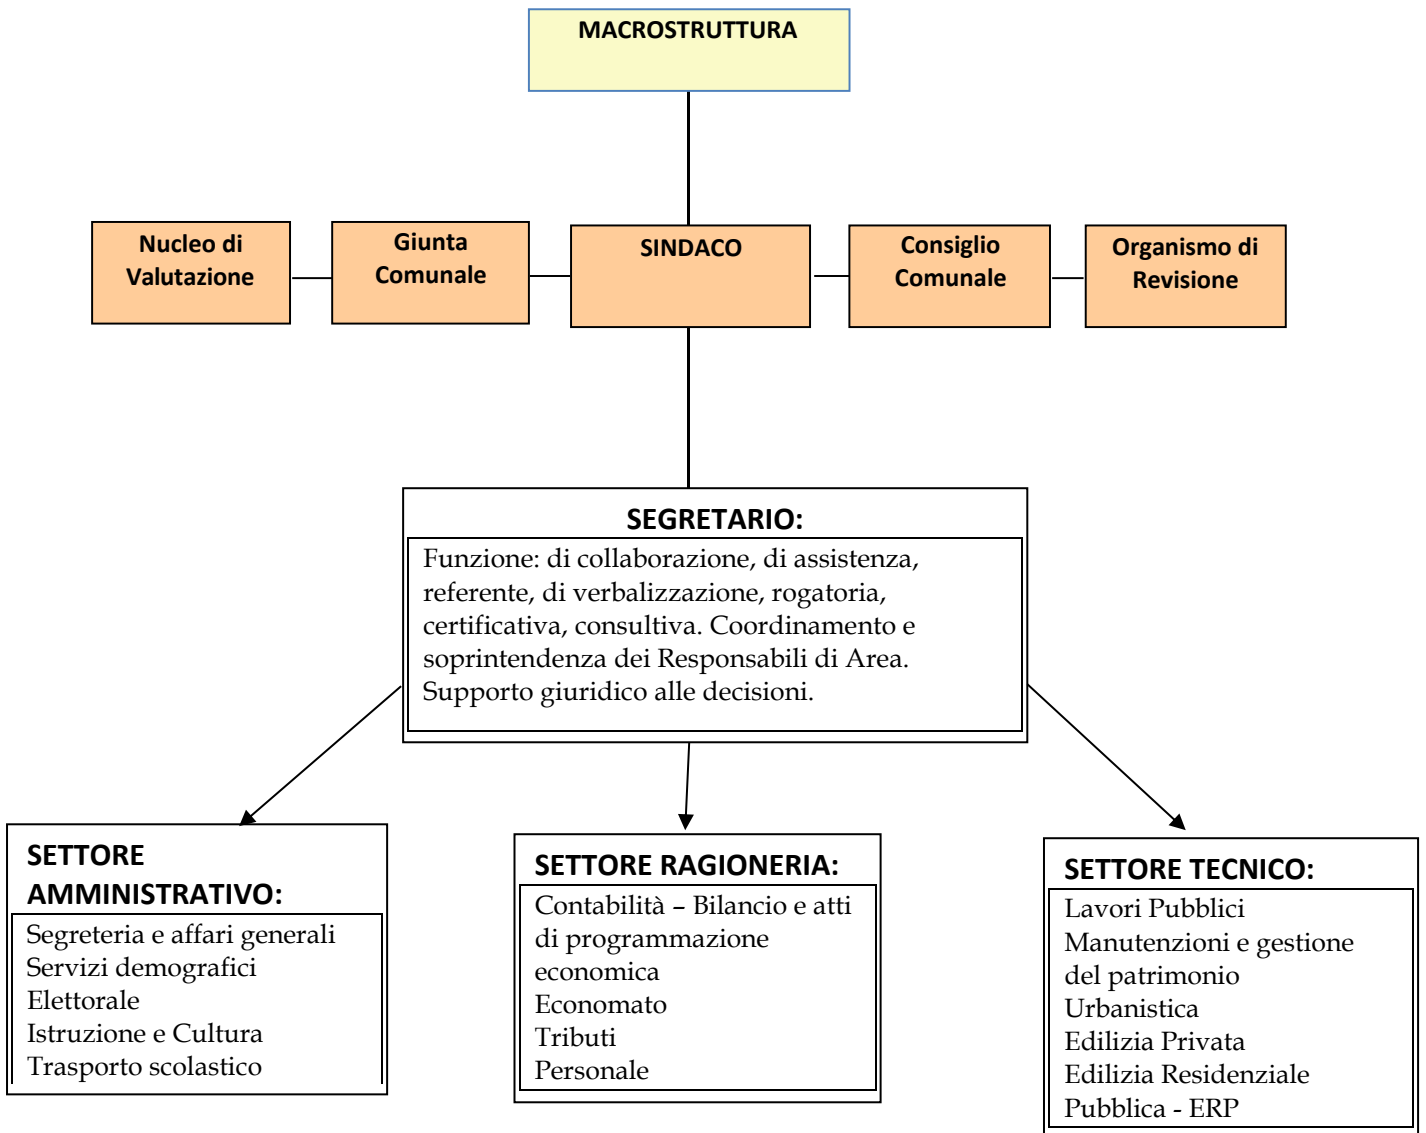 MACROSTRUTTURA
Nucleo di
Valutazione
Giunta
Comunale
SINDACO
Consiglio
Comunale
Organismo di
Revisione
SEGRETARIO:
Funzione: di collaborazione, di assistenza,
referente, di verbalizzazione, rogatoria,
certificativa, consultiva. Coordinamento e
soprintendenza dei Responsabili di Area.
Supporto giuridico alle decisioni.
SETTORE
AMMINISTRATIVO:
Segreteria e affari generali
Servizi demografici
Elettorale
Istruzione e Cultura
Trasporto scolastico
SETTORE RAGIONERIA:
Contabilità – Bilancio e atti
di programmazione
economica
Economato
Tributi
Personale
SETTORE TECNICO:
Lavori Pubblici
Manutenzioni e gestione
del patrimonio
Urbanistica
Edilizia Privata
Edilizia Residenziale
Pubblica - ERP